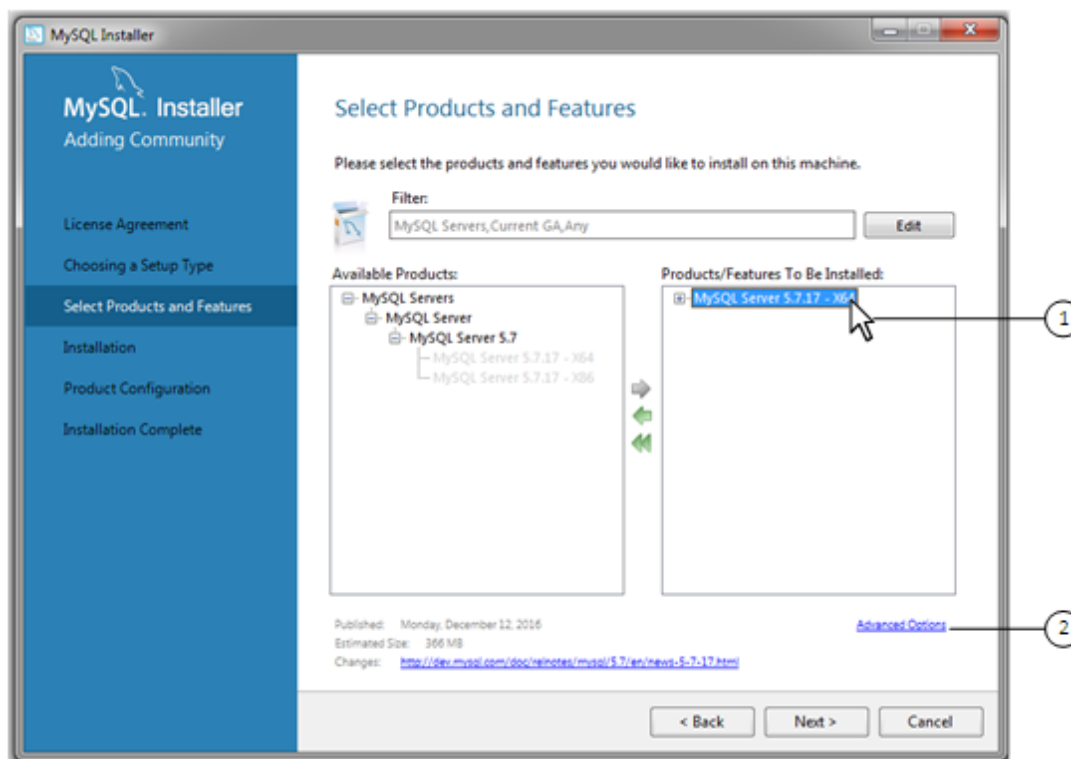 MySQL Installer
MySQL. Installer
Adding Community
License Agreement
Choosing a Setup Type
Select Products and Features
Installation
Product Configuration
Installation Complete
Select Products and Features
Please select the products and features you would like to install on this machine.
Filter:
MySQL Servers,Current GA,Any
Edit
Available Products:
MySQL Servers
MySQL Server
MySQL Server 5.7
MySQL Server 5.7.17 - X64
MySQL Server 5.7.17 - X86
Products/Features To Be Installed:
MySQL Server 5.7.17 - X64
1
Published: Monday, December 12, 2016
Estimated Size: 366 MB
Changes: http://dev.mysql.com/doc/relnotes/mysql/5.7/en/news-5-7-17.html
Advanced Options
2
< Back
Next >
Cancel